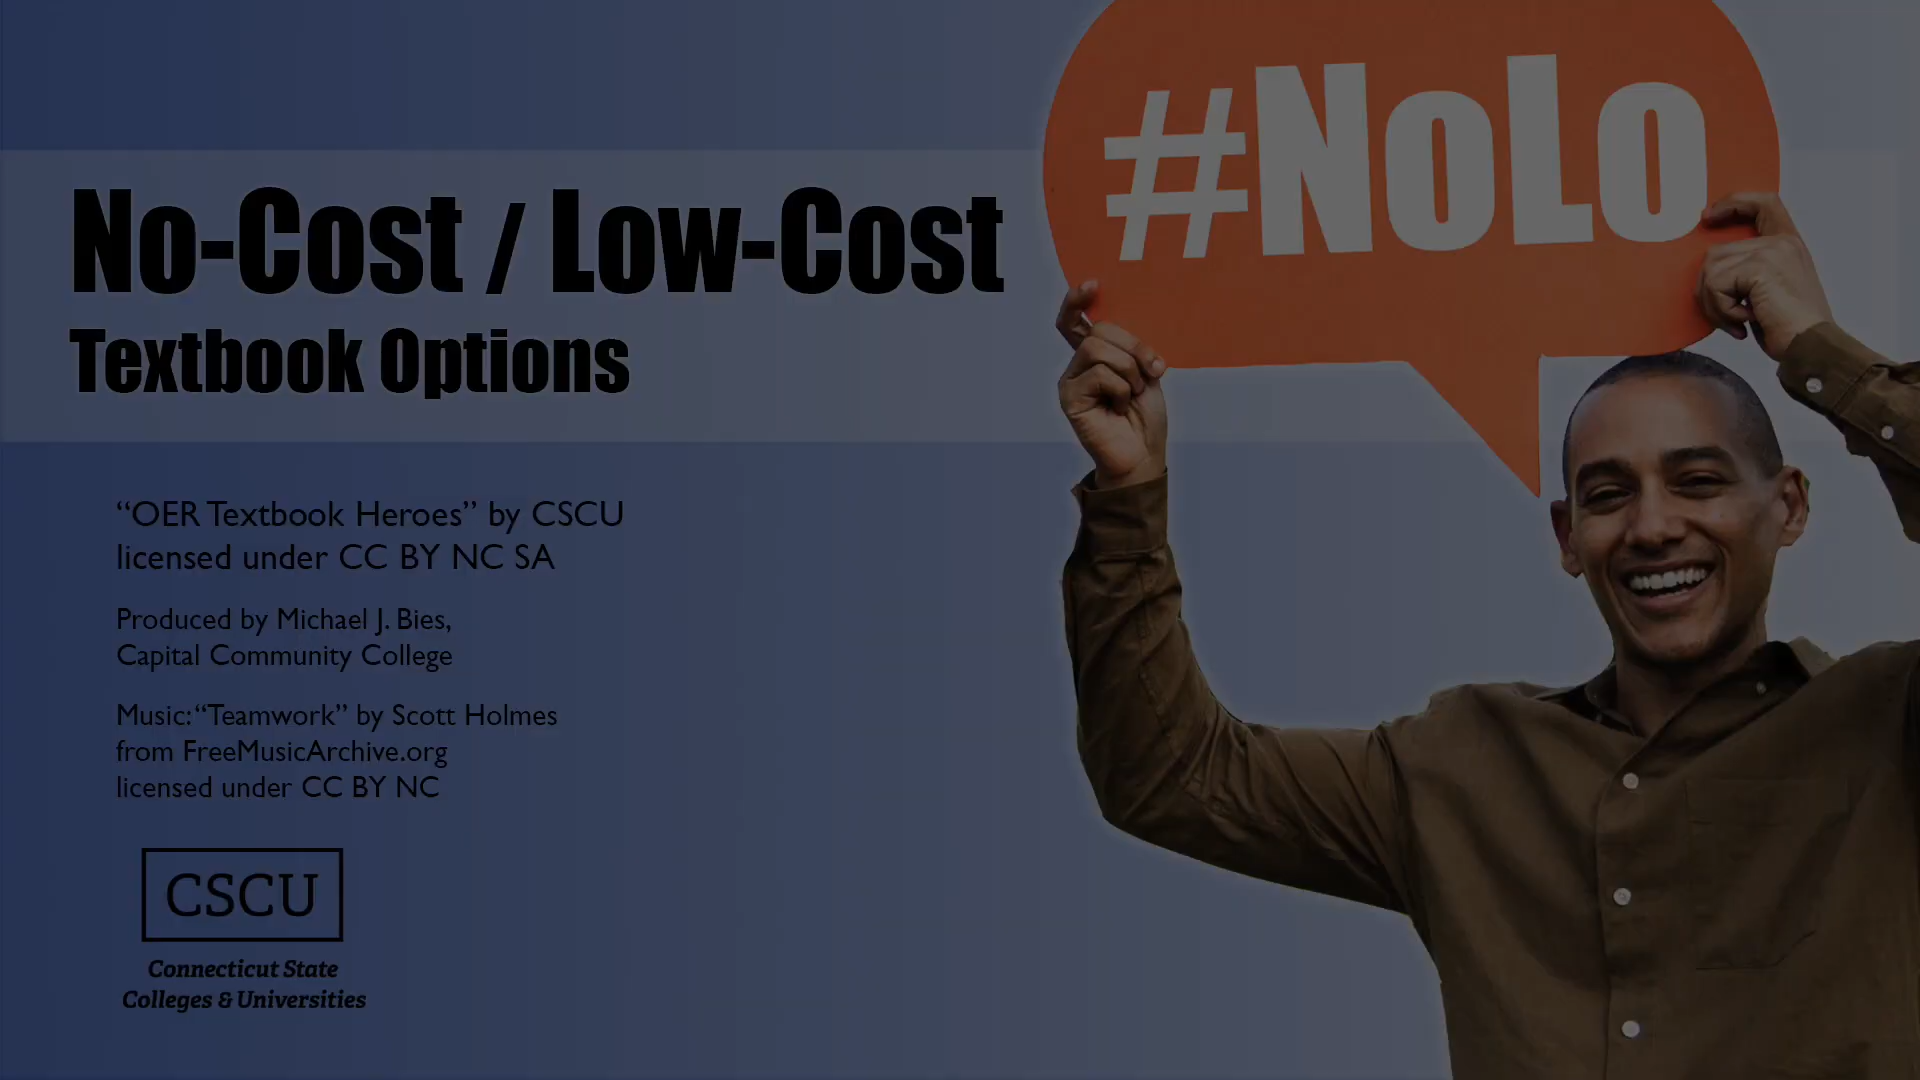 #NoLo
No-Cost / Low-Cost
Textbook Options
“OER Textbook Heroes” by CSCU
licensed under CC BY NC SA
Produced by Michael J. Bies,
Capital Community College
Music: “Teamwork” by Scott Holmes
from FreeMusicArchive.org
licensed under CC BY NC
CSCU
Connecticut State
Colleges & Universities